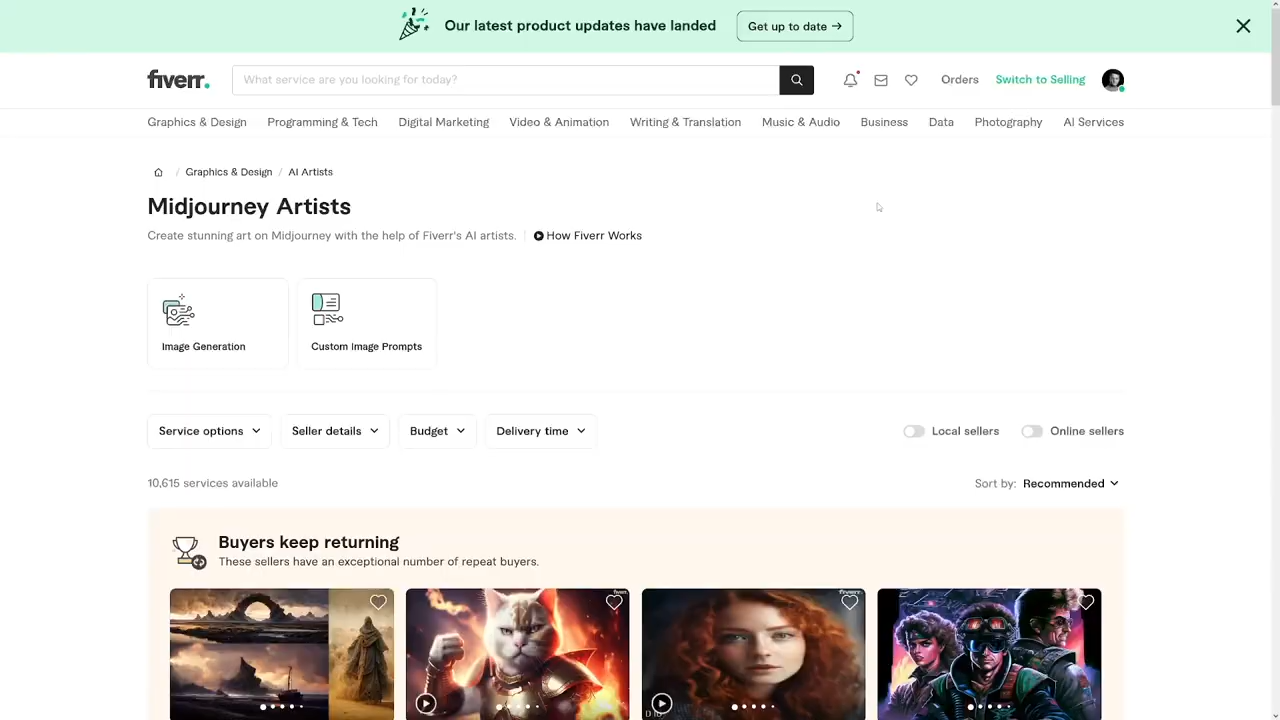 Our latest product updates have landed
Get up to date →
fiverr.
What service are you looking for today?
Orders
Switch to Selling
Graphics & Design
Programming & Tech
Digital Marketing
Video & Animation
Writing & Translation
Music & Audio
Business
Data
Photography
AI Services
/ Graphics & Design / AI Artists
Midjourney Artists
Create stunning art on Midjourney with the help of Fiverr's AI artists.
How Fiverr Works
Image Generation
Custom Image Prompts
Service options
Seller details
Budget
Delivery time
Local sellers
Online sellers
10,615 services available
Sort by: Recommended
Buyers keep returning
These sellers have an exceptional number of repeat buyers.
fiverr.
fiverr.